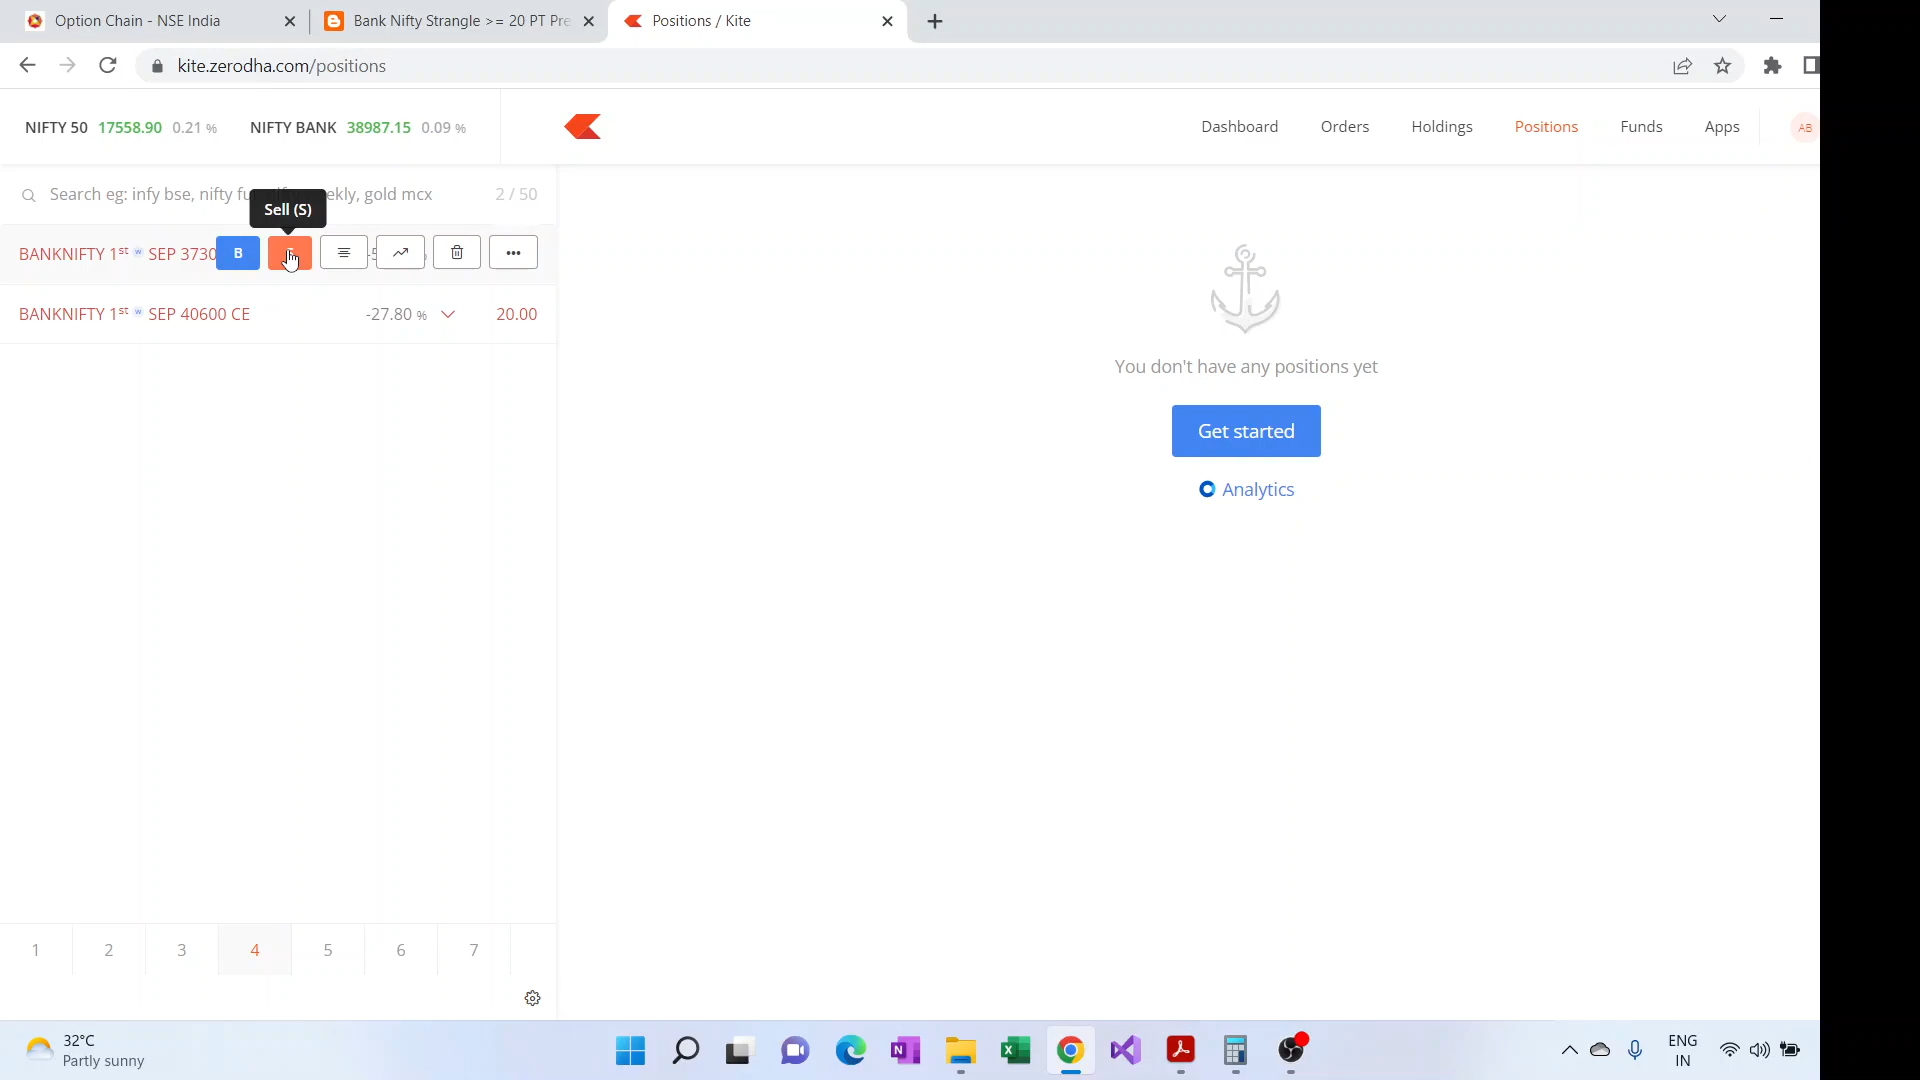 Option Chain - NSE India
Bank Nifty Strangle >= 20 PT Pre
Positions / Kite
kite.zerodha.com/positions
NIFTY 50 17558.90 0.21 %
NIFTY BANK 38987.15 0.09 %
Dashboard
Orders
Holdings
Positions
Funds
Apps
AB
Search eg: infy bse, nifty fu ekly, gold mcx
2 / 50
Sell (S)
BANKNIFTY 1st w SEP 3730
B
BANKNIFTY 1st w SEP 40600 CE -27.80 % 20.00
You don't have any positions yet
Get started
Analytics
1 2 3 4 5 6 7
32°C
Partly sunny
ENG
IN